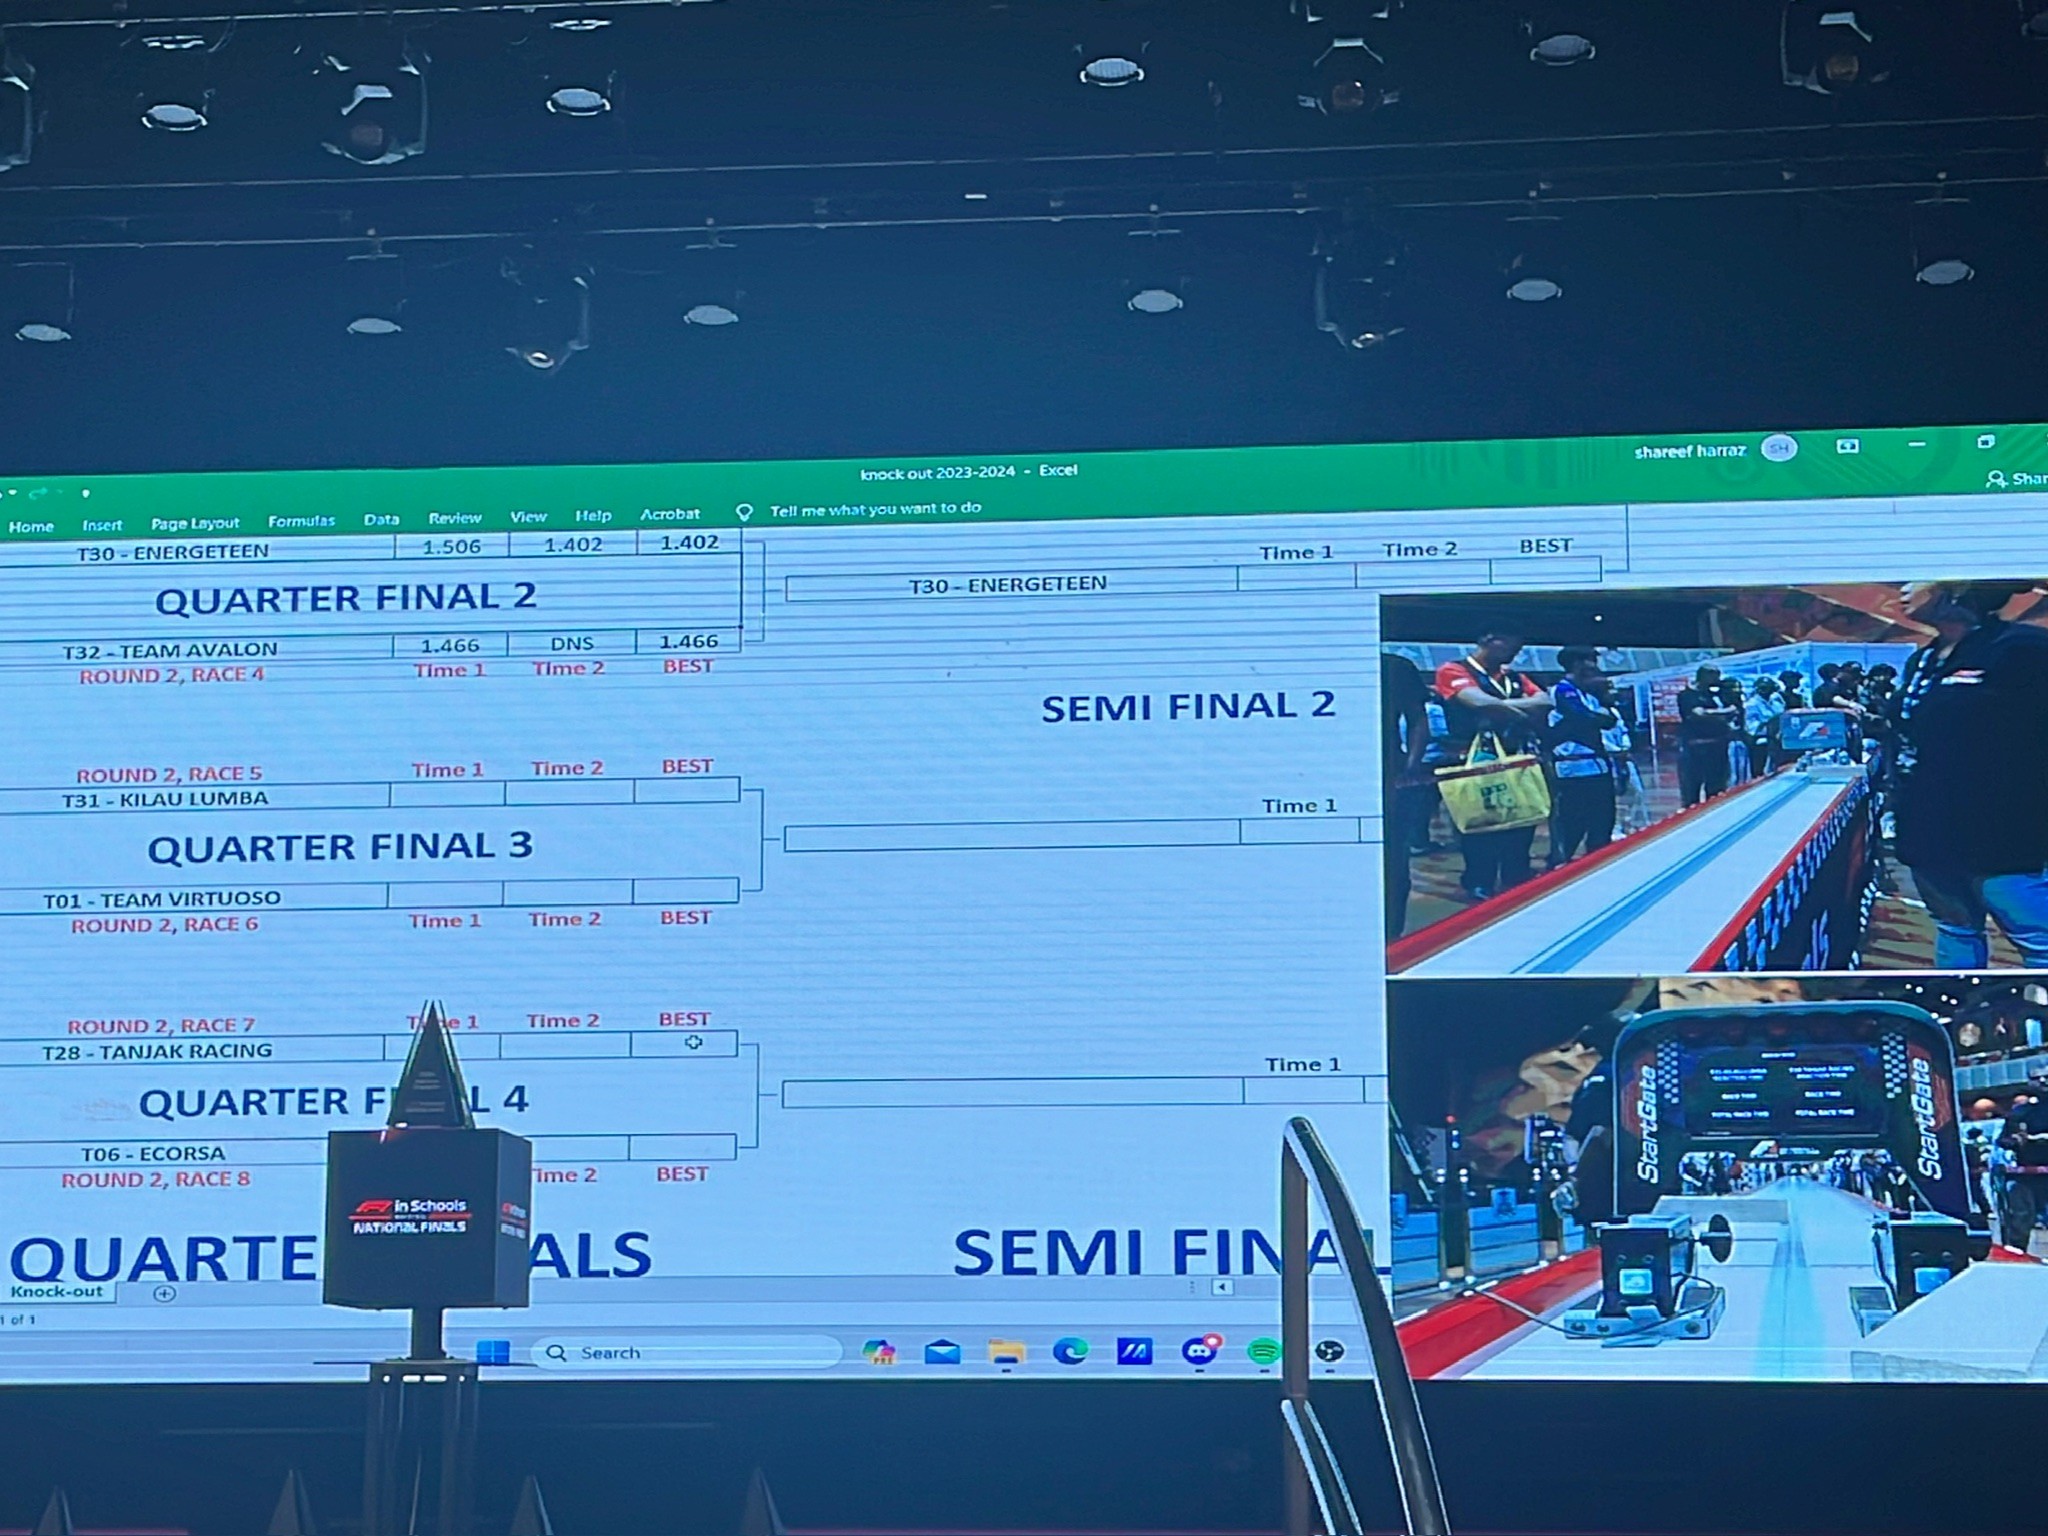 knock out 2023-2024 - Excel
shareef harraz
SH
Home Insert Page Layout Formulas Data Review View Help Acrobat Tell me what you want to do
T30 - ENERGETEEN 1.506 1.402 1.402
QUARTER FINAL 2
T32 - TEAM AVALON 1.466 DNS 1.466
ROUND 2, RACE 4 Time 1 Time 2 BEST
Time 1 Time 2 BEST
T30 - ENERGETEEN
SEMI FINAL 2
ROUND 2, RACE 5 Time 1 Time 2 BEST
T31 - KILAU LUMBA
QUARTER FINAL 3
Time 1
T01 - TEAM VIRTUOSO
ROUND 2, RACE 6 Time 1 Time 2 BEST
ROUND 2, RACE 7 Time 2 BEST
T28 - TANJAK RACING
QUARTER 4
Time 1
T06 - ECORSA
ROUND 2, RACE 8 BEST
SEMI
Knock-out
1 of 1
Search
PRE
in Schools
NATIONAL FINALS
StartGate
StartGate